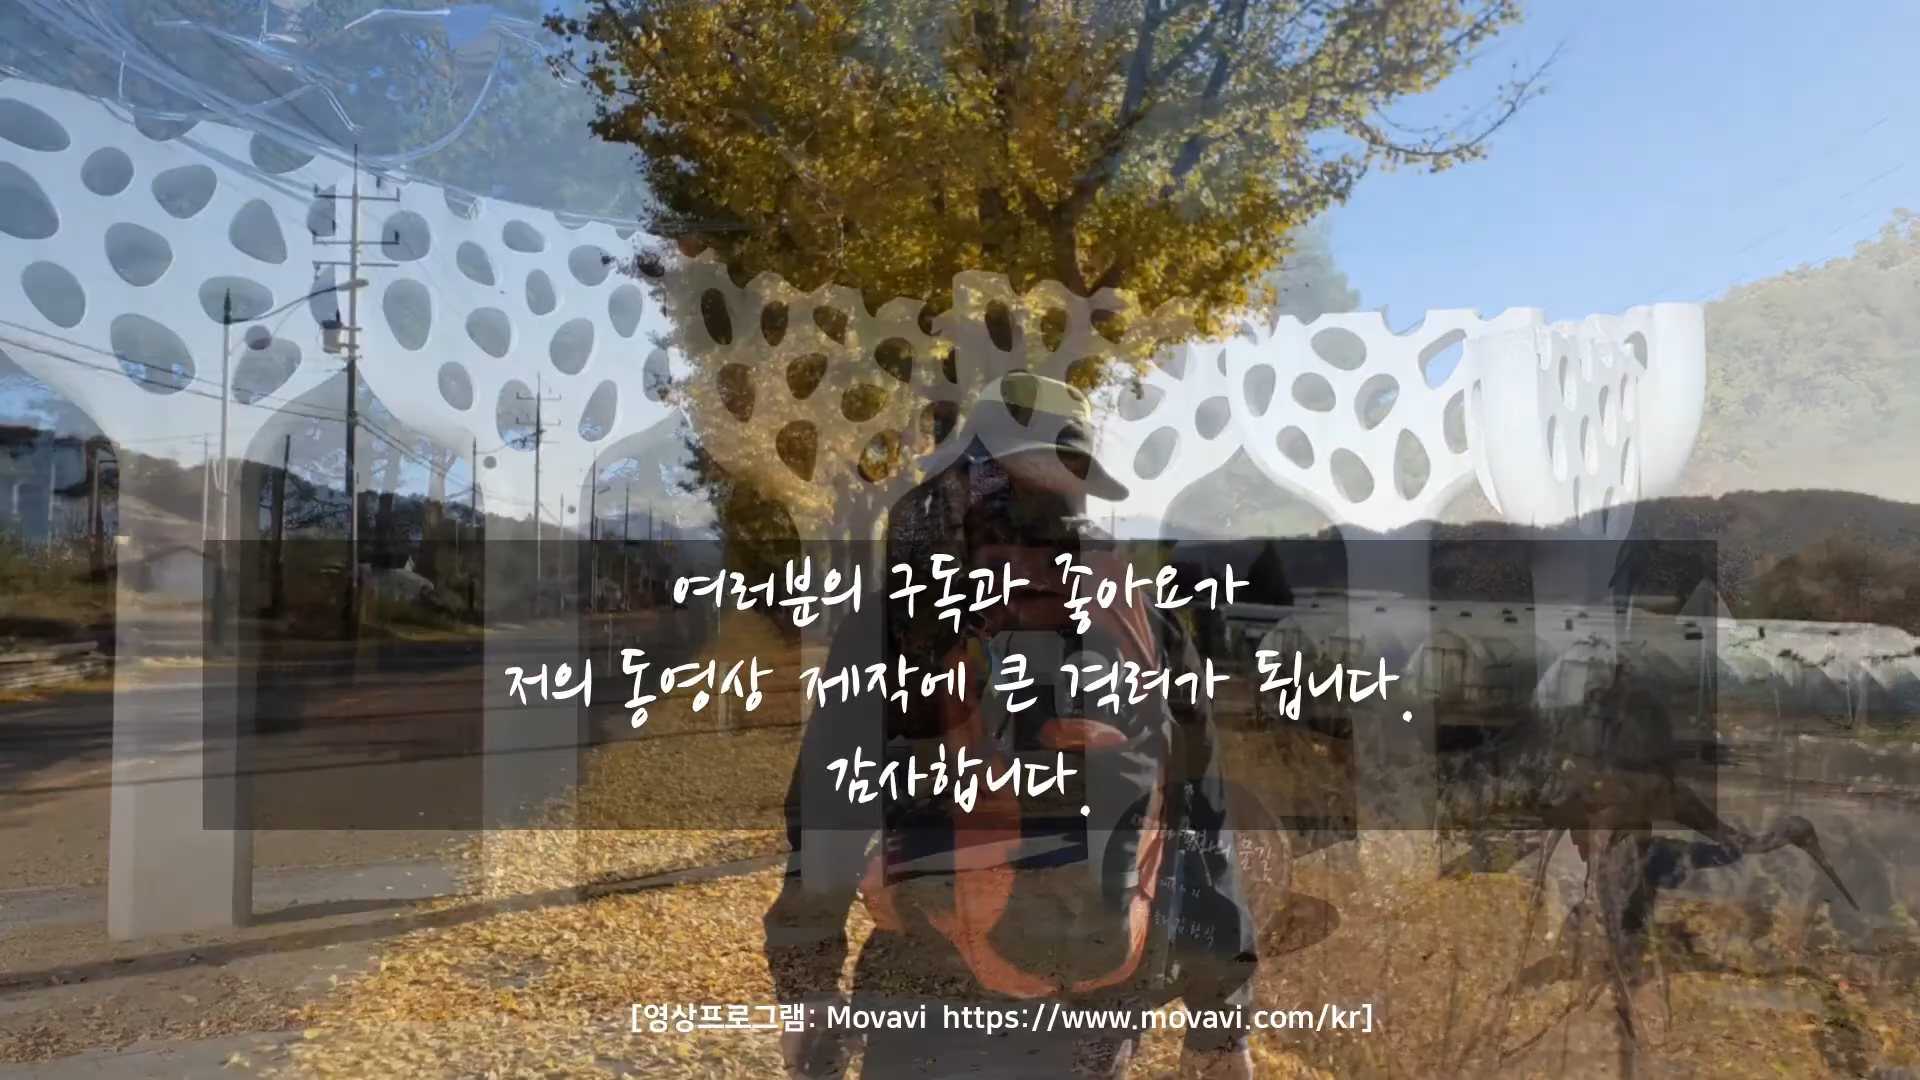 여러분의 구독과 좋아요가
저의 동영상 제작에 큰 격려가 됩니다.
감사합니다.
[영상프로그램: Movavi https://www.movavi.com/kr]